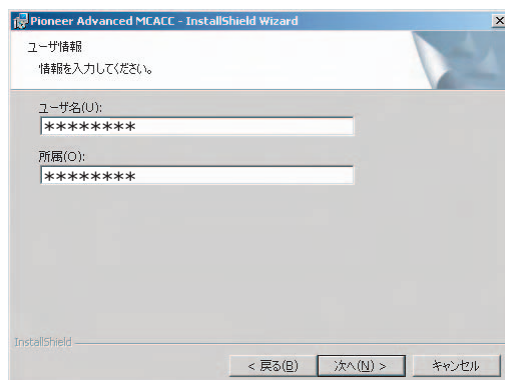 Pioneer Advanced MCACC - InstallShield Wizard
ユーザ情報
情報を入力してください。
ユーザ名(U):
********
所属(O):
********
InstallShield
< 戻る(B) 次へ(N) > キャンセル